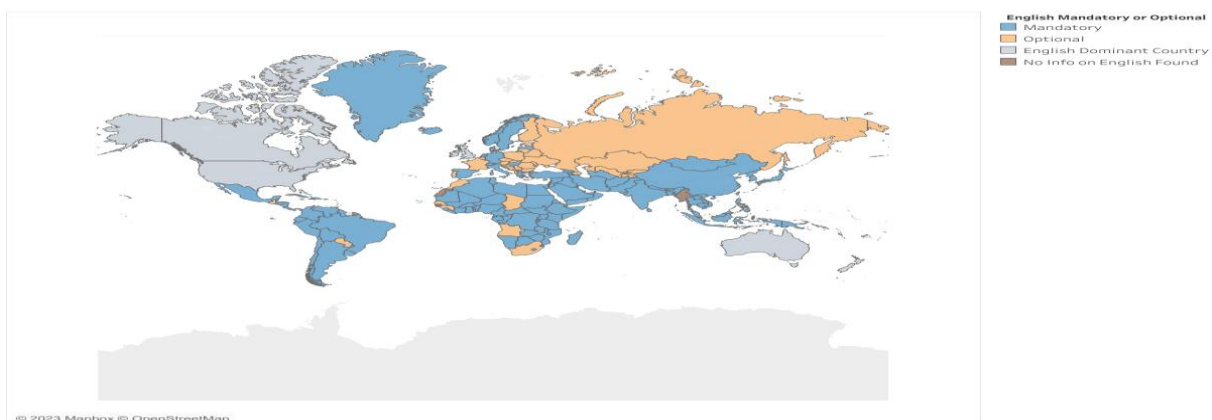 English Mandatory or Optional
Mandatory
Optional
English Dominant Country
No Info on English Found
© 2023 Mapbox © OpenStreetMap